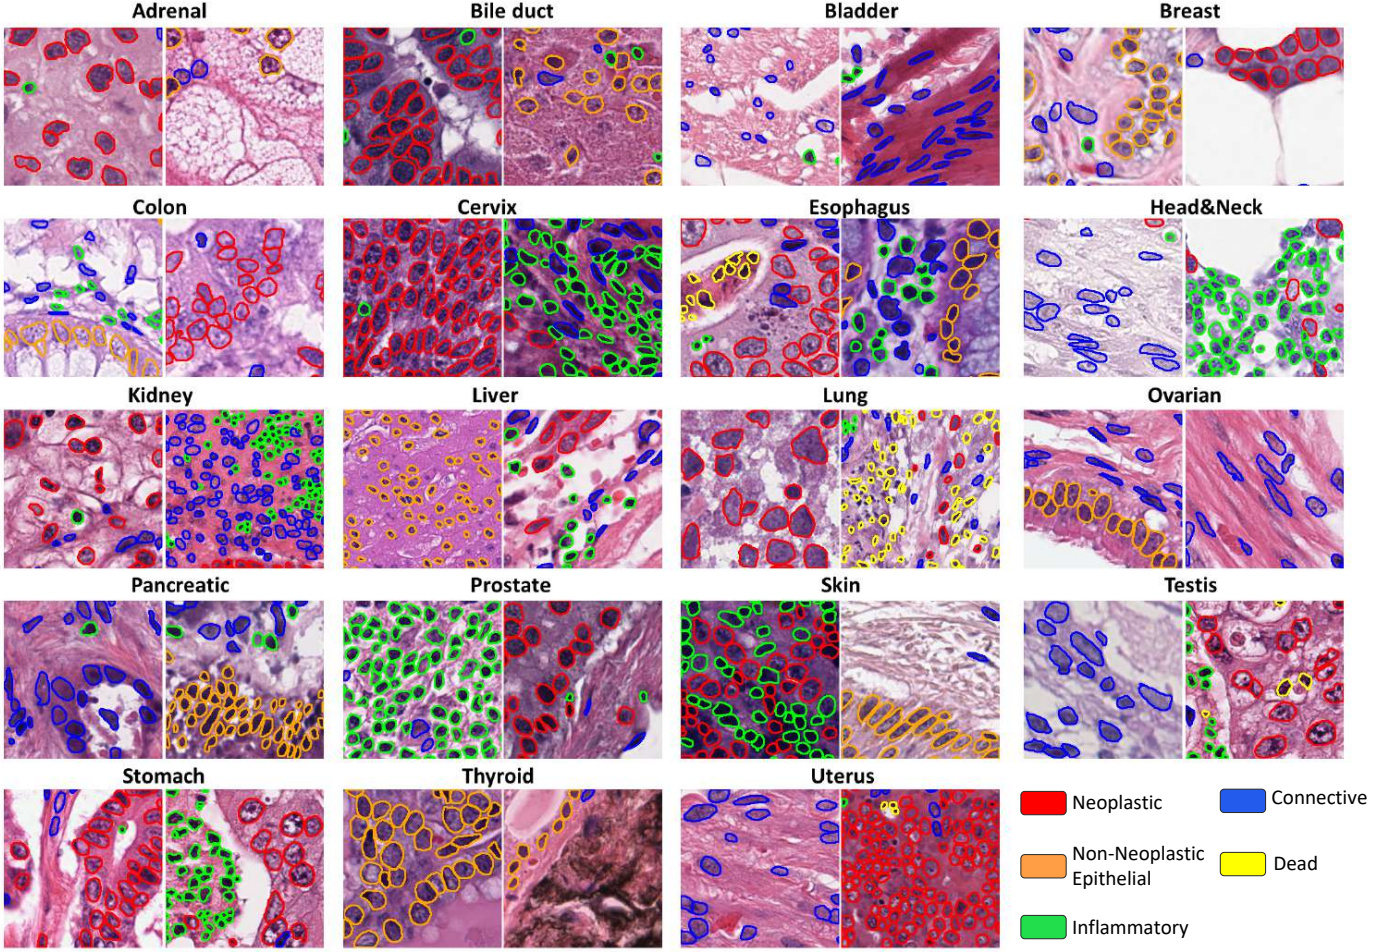 Adrenal
Bile duct
Bladder
Breast
Colon
Cervix
Esophagus
Head&Neck
Kidney
Liver
Lung
Ovarian
Pancreatic
Prostate
Skin
Testis
Stomach
Thyroid
Uterus
Neoplastic
Connective
Non-Neoplastic
Epithelial
Dead
Inflammatory